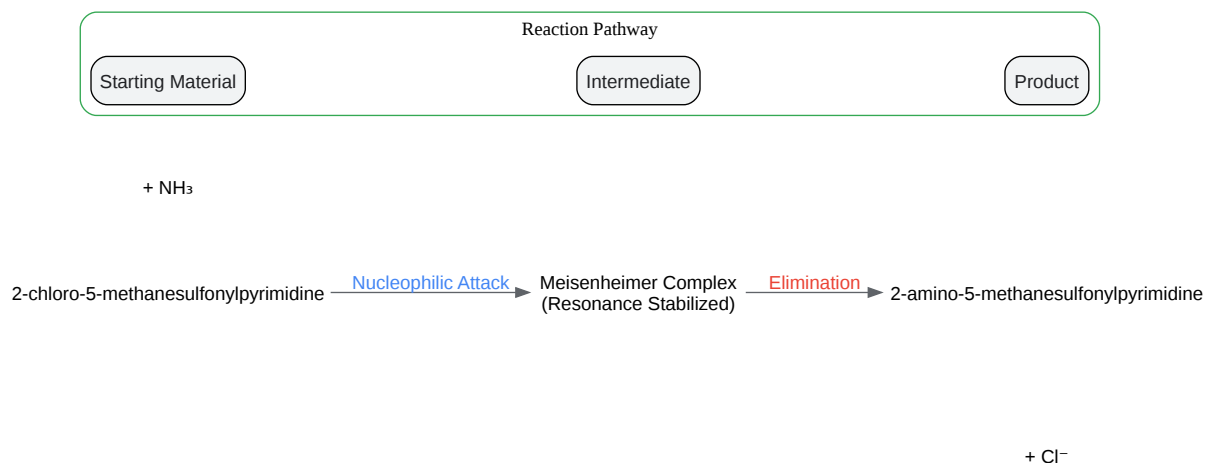 Reaction Pathway
Starting Material
Intermediate
Product
+ NH₃
2-chloro-5-methanesulfonylpyrimidine
Nucleophilic Attack
Meisenheimer Complex
(Resonance Stabilized)
Elimination
2-amino-5-methanesulfonylpyrimidine
+ Cl⁻